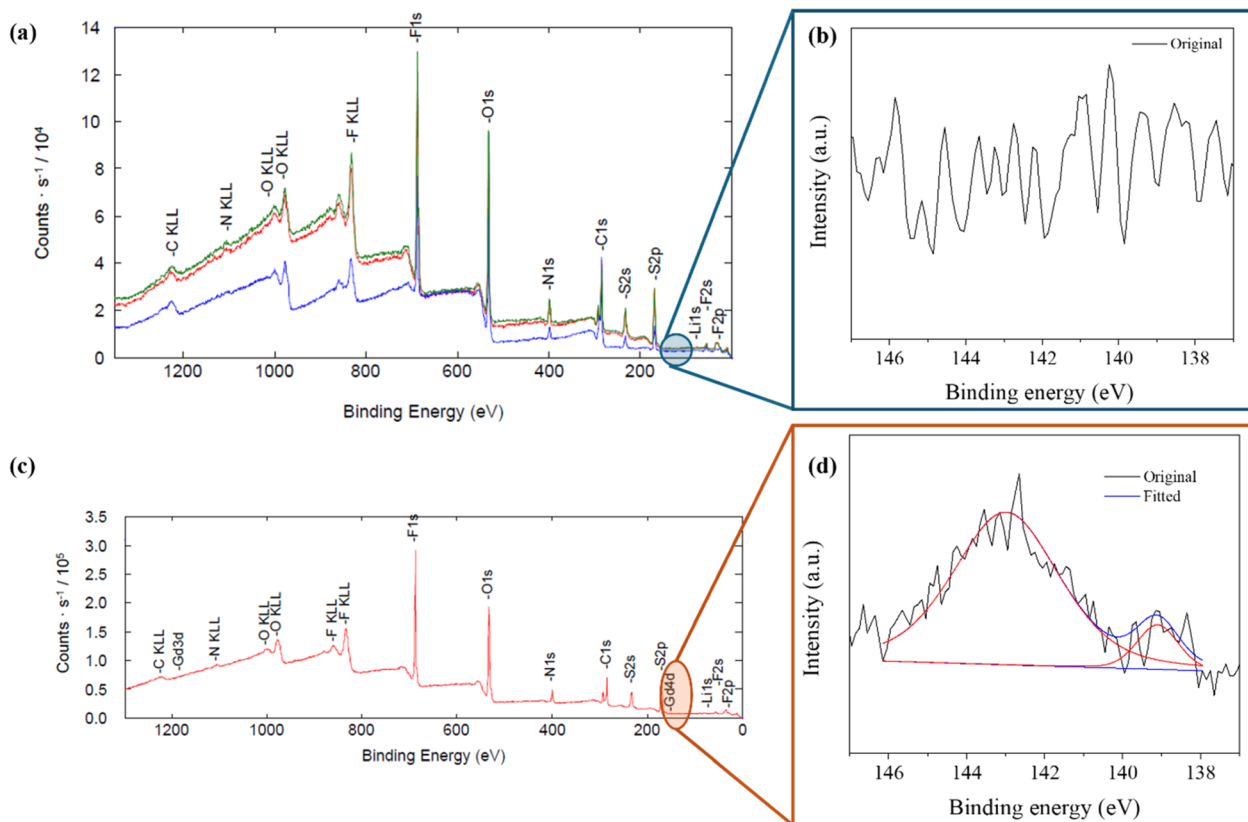 (a)
14
12
10
8
6
4
2
0
Counts · s⁻¹ / 10⁴
-C KLL
-N KLL
-O KLL
-O KLL
-F KLL
-F1s
-O1s
-N1s
-C1s
-S2s
-S2p
-Li1s
-F2s
-F2p
1200 1000 800 600 400 200
Binding Energy (eV)
(b)
Original
Intensity (a.u.)
146 144 142 140 138
Binding energy (eV)
(c)
3.5
3.0
2.5
2.0
1.5
1.0
0.5
0.0
Counts · s⁻¹ / 10⁵
-C KLL
-Gd3d
-N KLL
-O KLL
-O KLL
-F KLL
-F KLL
-F1s
-O1s
-N1s
-C1s
-S2s
-S2p
-Gd4d
-Li1s
-F2s
-F2p
1200 1000 800 600 400 200 0
Binding Energy (eV)
(d)
Original
Fitted
Intensity (a.u.)
146 144 142 140 138
Binding energy (eV)